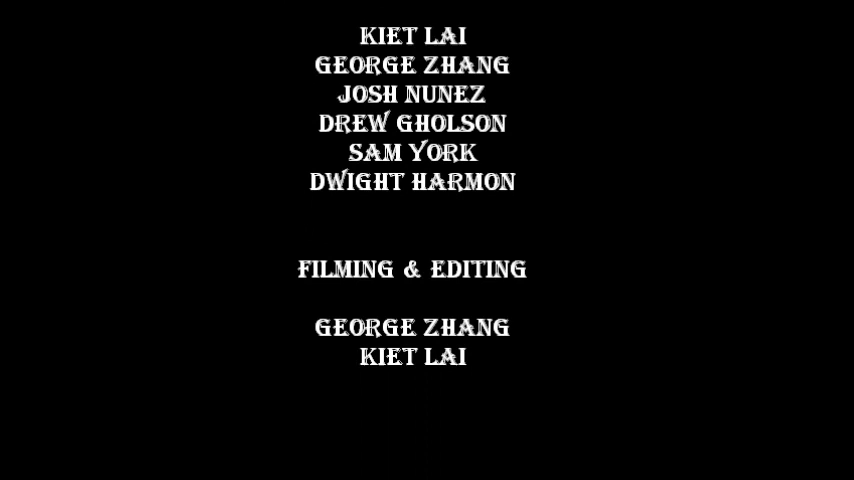 KIET LAI
GEORGE ZHANG
JOSH NUNEZ
DREW GHOLSON
SAM YORK
DWIGHT HARMON
FILMING & EDITING
GEORGE ZHANG
KIET LAI